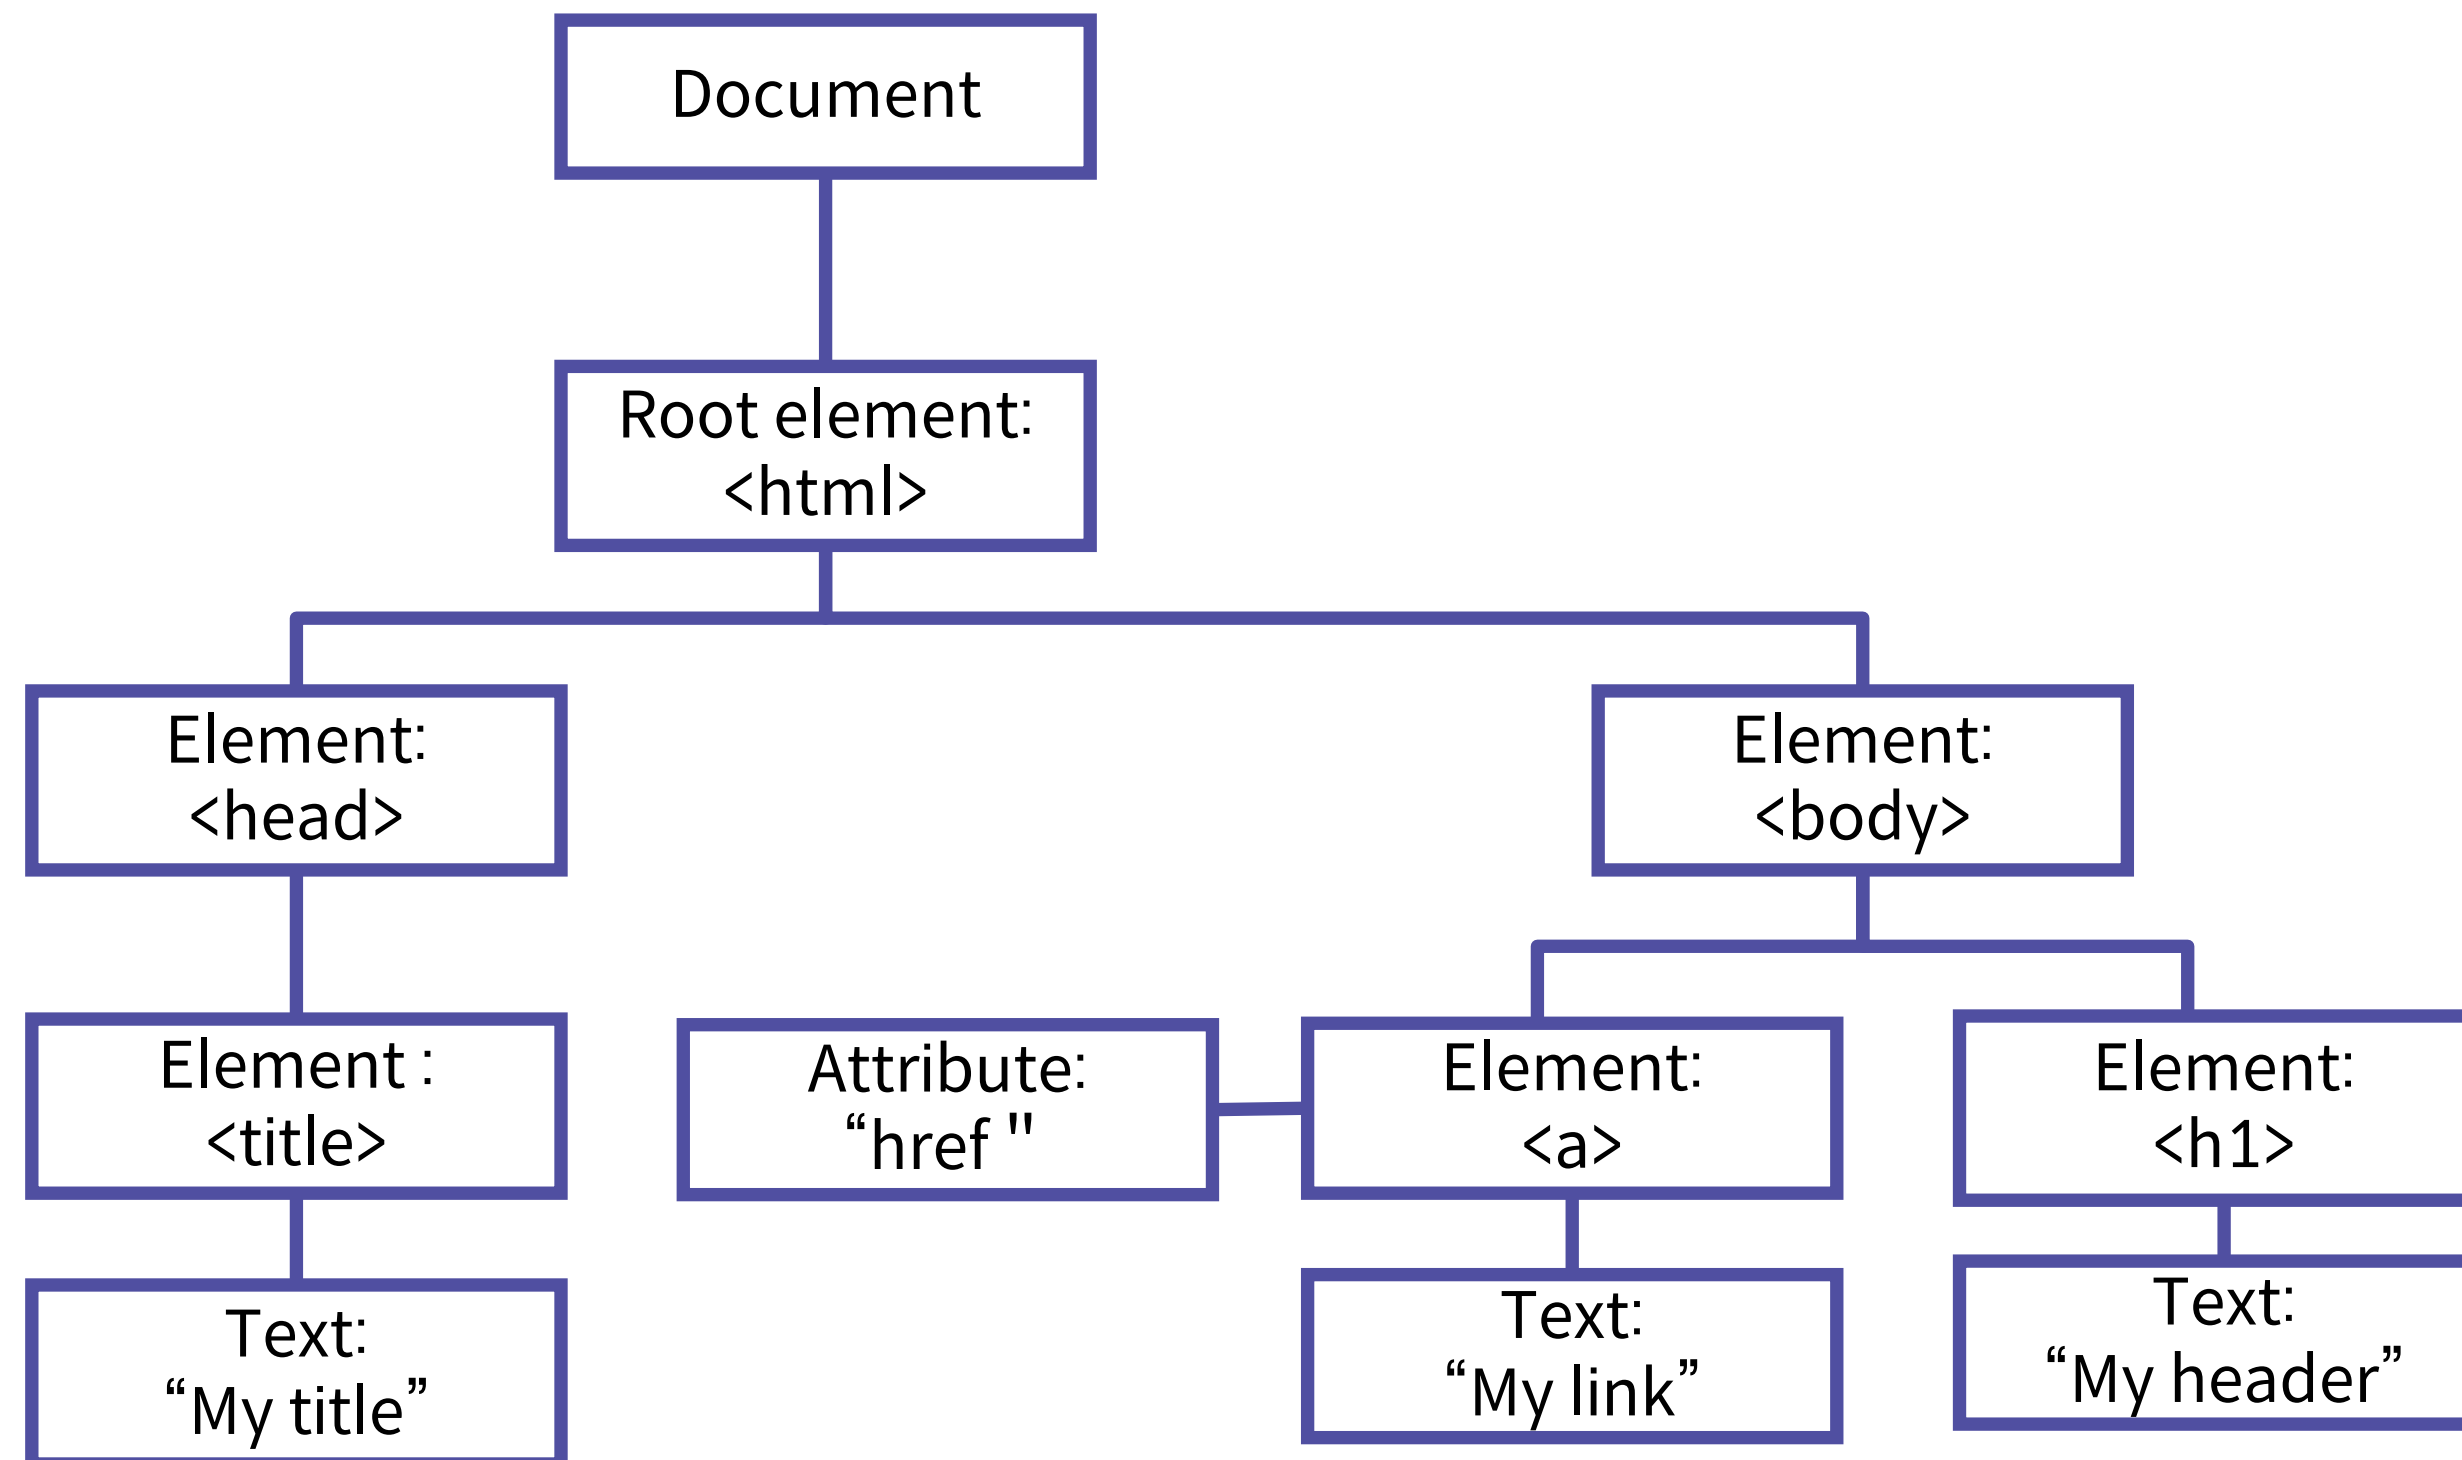 Document
Root element:
<html>
Element:
<head>
Element:
<body>
Element :
<title>
Attribute:
“href "
Element:
<a>
Element:
<h1>
Text:
“My title”
Text:
“My link”
Text:
“My header”